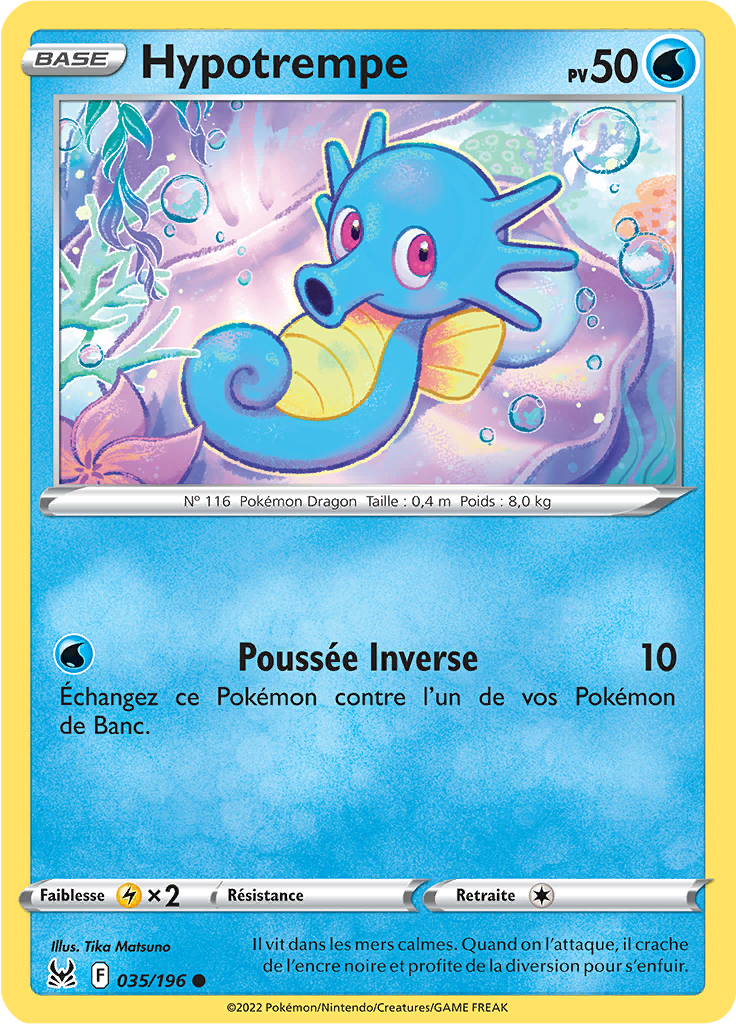 BASE Hypotrempe PV 50
N° 116 Pokémon Dragon Taille : 0,4 m Poids : 8,0 kg
Poussée Inverse 10
Échangez ce Pokémon contre l'un de vos Pokémon
de Banc.
Faiblesse ×2 Résistance Retraite
Illus. Tika Matsuno
Il vit dans les mers calmes. Quand on l'attaque, il crache
de l'encre noire et profite de la diversion pour s'enfuir.
F 035/196
©2022 Pokémon/Nintendo/Creatures/GAME FREAK